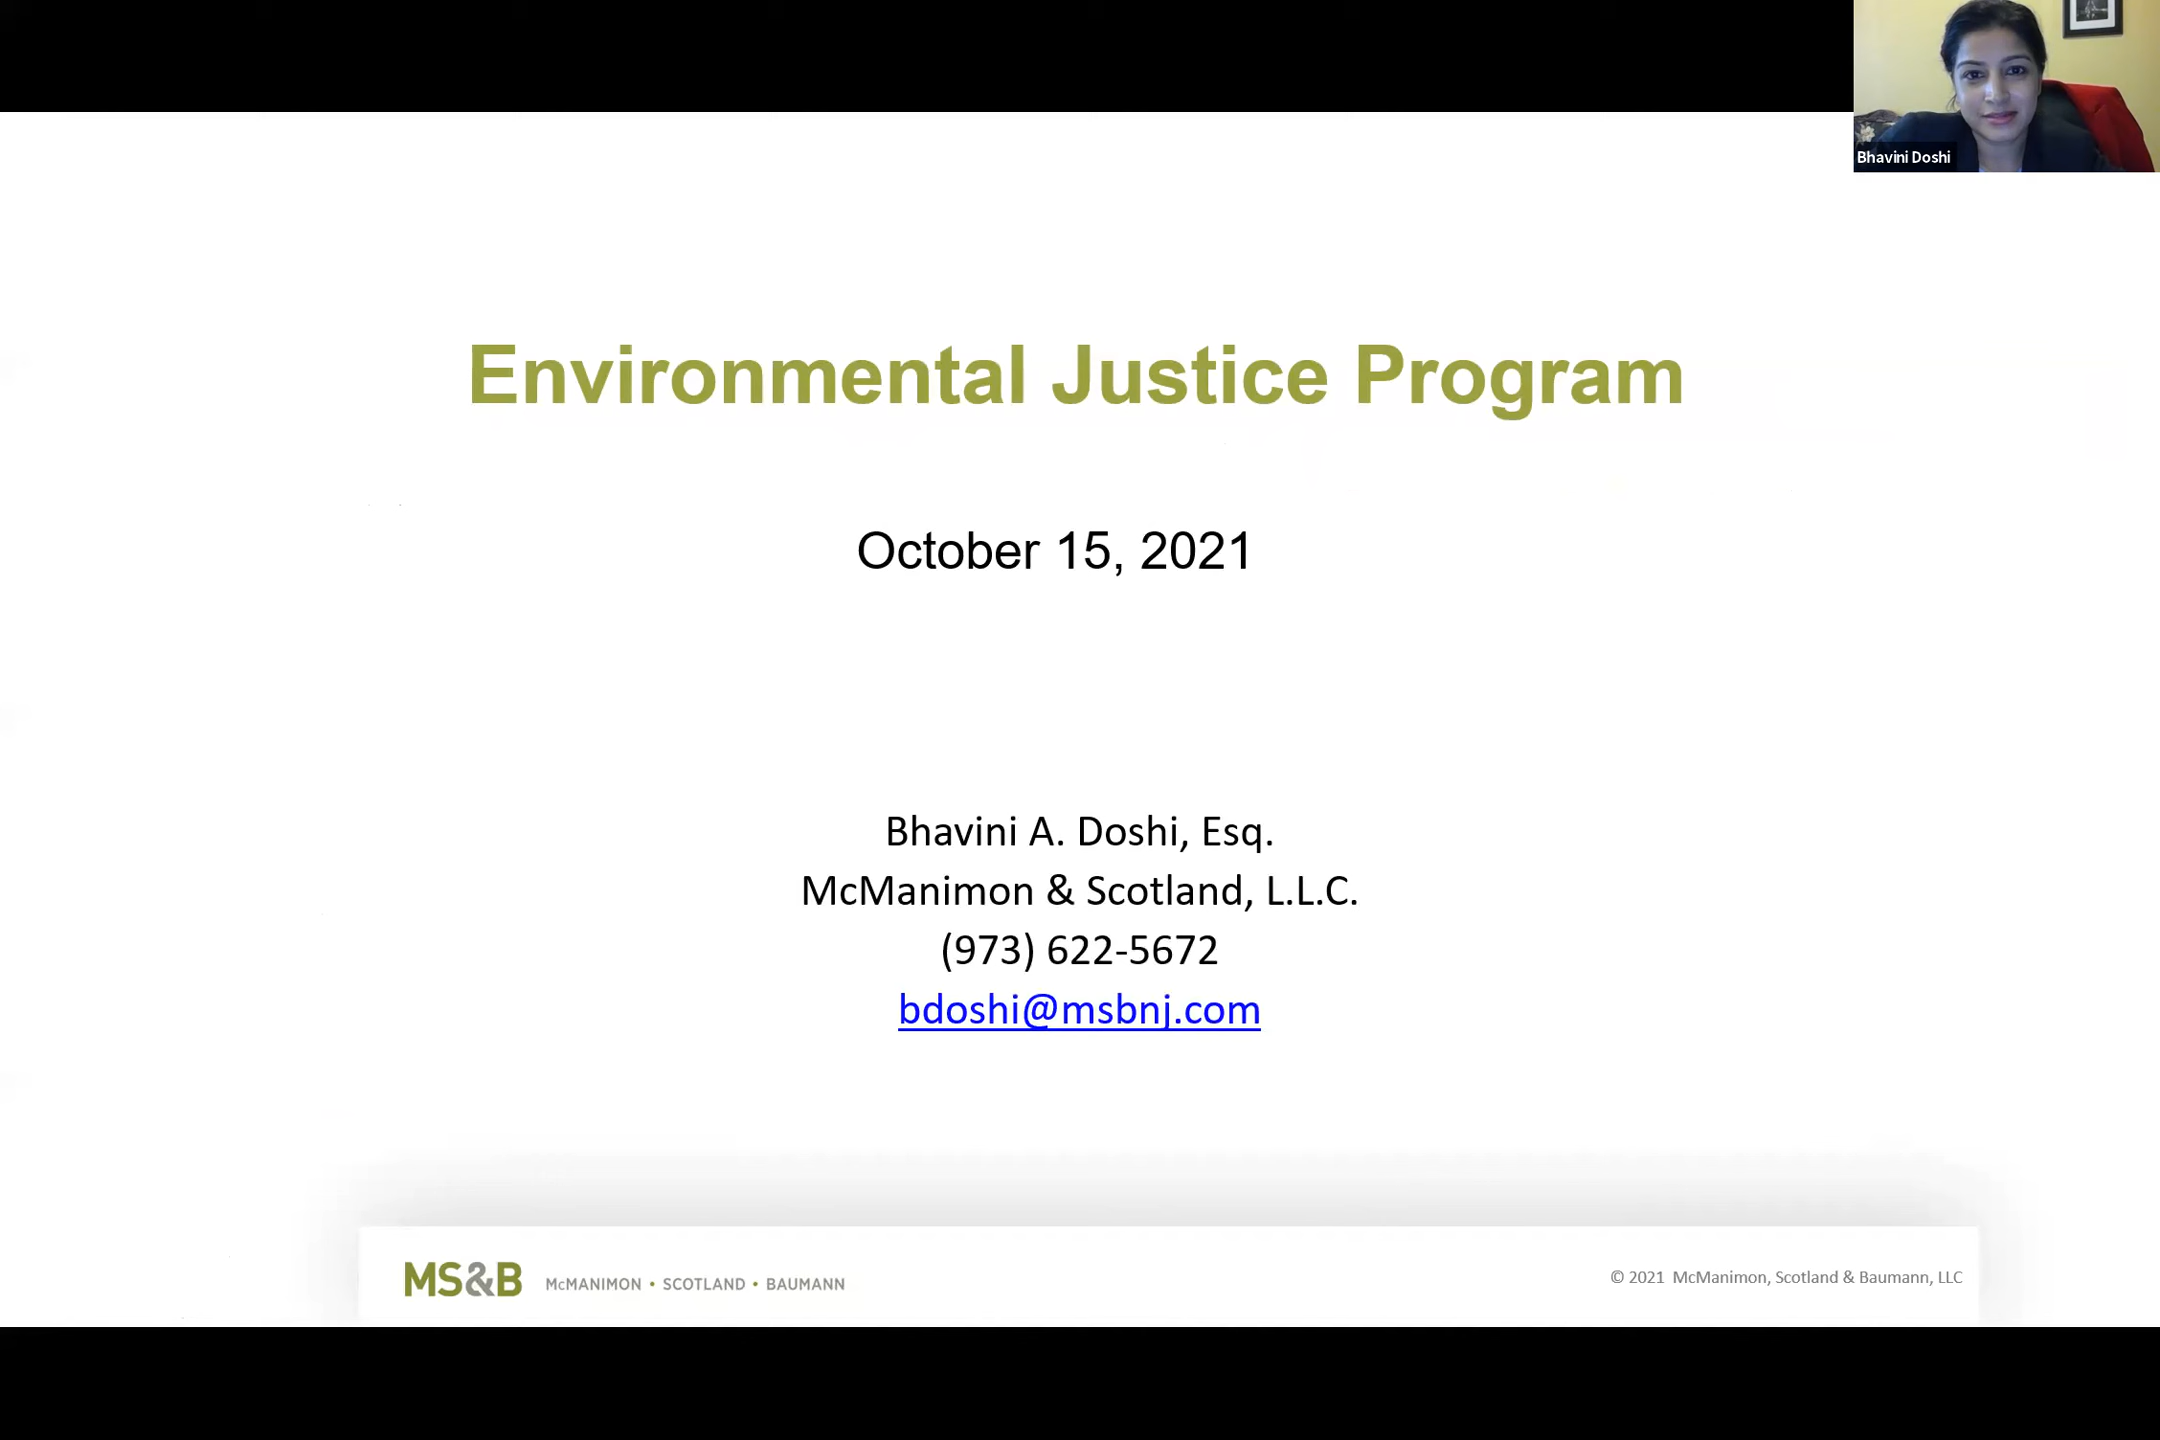 Bhavini Doshi
Environmental Justice Program
October 15, 2021
Bhavini A. Doshi, Esq.
McManimon & Scotland, L.L.C.
(973) 622-5672
bdoshi@msbnj.com
MS&B McMANIMON • SCOTLAND • BAUMANN
© 2021 McManimon, Scotland & Baumann, LLC